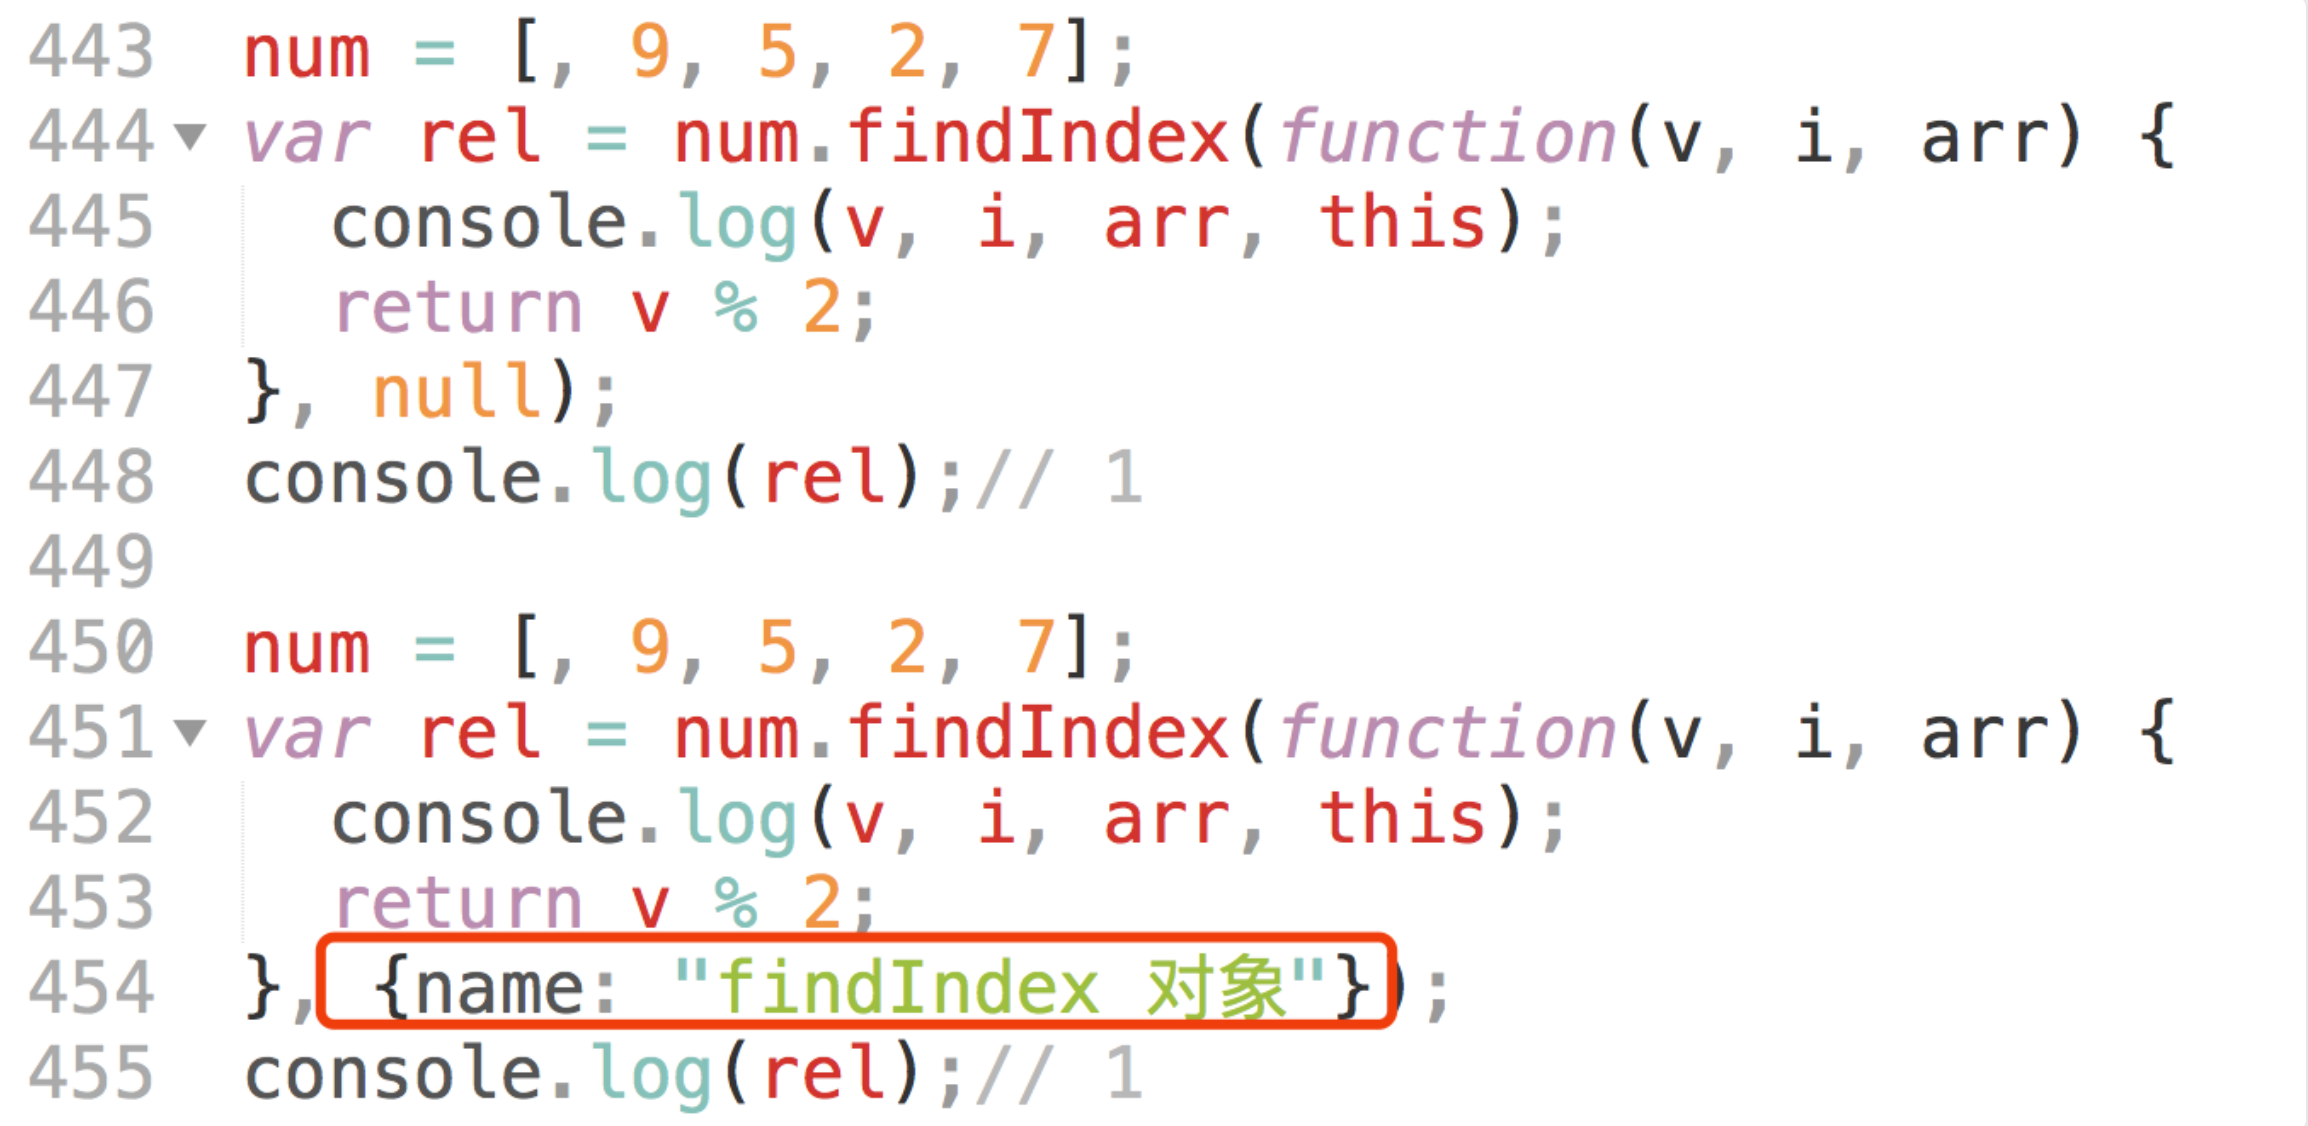 443 num = [, 9, 5, 2, 7];
444 ▼ var rel = num.findIndex(function(v, i, arr) {
445 console.log(v, i, arr, this);
446 return v % 2;
447 }, null);
448 console.log(rel);// 1
449
450 num = [, 9, 5, 2, 7];
451 ▼ var rel = num.findIndex(function(v, i, arr) {
452 console.log(v, i, arr, this);
453 return v % 2;
454 }, {name: "findIndex 对象"});
455 console.log(rel);// 1